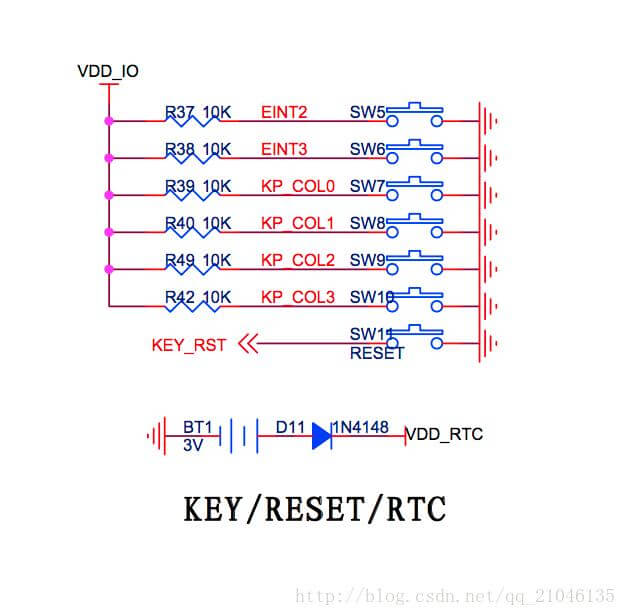 VDD_IO
R37 10K EINT2 SW5
R38 10K EINT3 SW6
R39 10K KP_COL0 SW7
R40 10K KP_COL1 SW8
R49 10K KP_COL2 SW9
R42 10K KP_COL3 SW10
KEY_RST SW11
RESET
BT1 D11 1N4148 VDD_RTC
3V
KEY/RESET/RTC
http://blog.csdn.net/qq_21046135